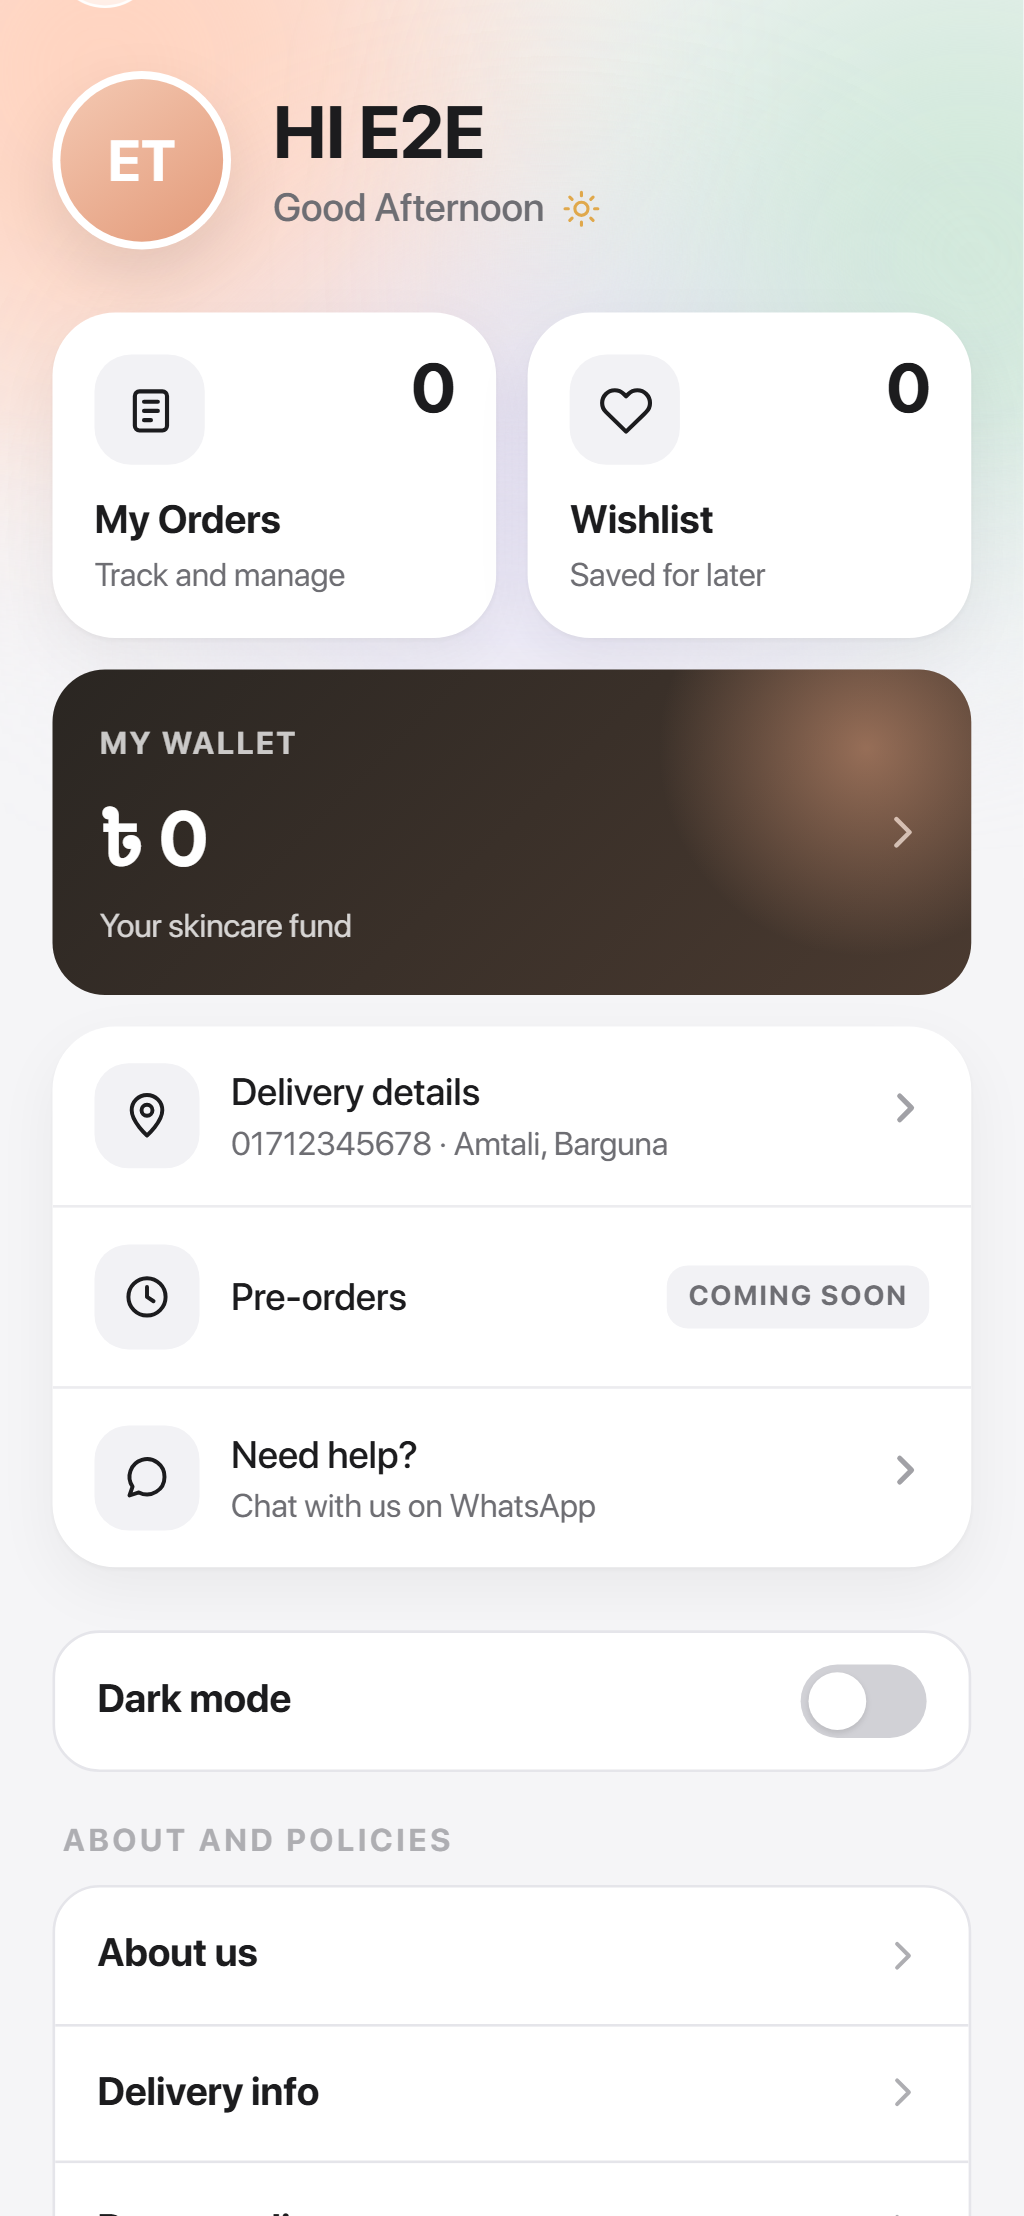 ET
HI E2E
Good Afternoon
0
My Orders
Track and manage
0
Wishlist
Saved for later
MY WALLET
৳ 0
Your skincare fund
Delivery details
01712345678 · Amtali, Barguna
Pre-orders
COMING SOON
Need help?
Chat with us on WhatsApp
Dark mode
ABOUT AND POLICIES
About us
Delivery info